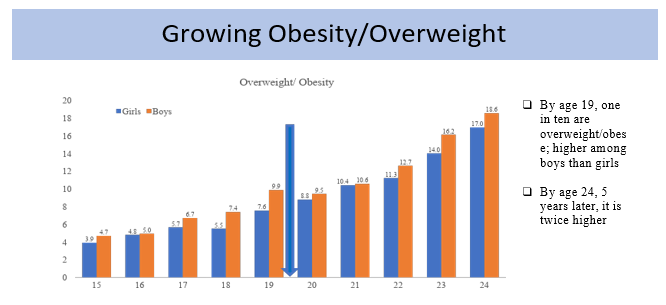 Growing Obesity/Overweight
Overweight/ Obesity
Girls Boys
20
18
16
14
12
10
8
6
4
2
0
3.9 4.7 4.8 5.0 5.7 6.7 5.5 7.4 7.6 9.9 8.8 9.5 10.4 10.6 11.3 12.7 14.0 16.2 17.0 18.6
15 16 17 18 19 20 21 22 23 24
By age 19, one
in ten are
overweight/obes
e; higher among
boys than girls
By age 24, 5
years later, it is
twice higher